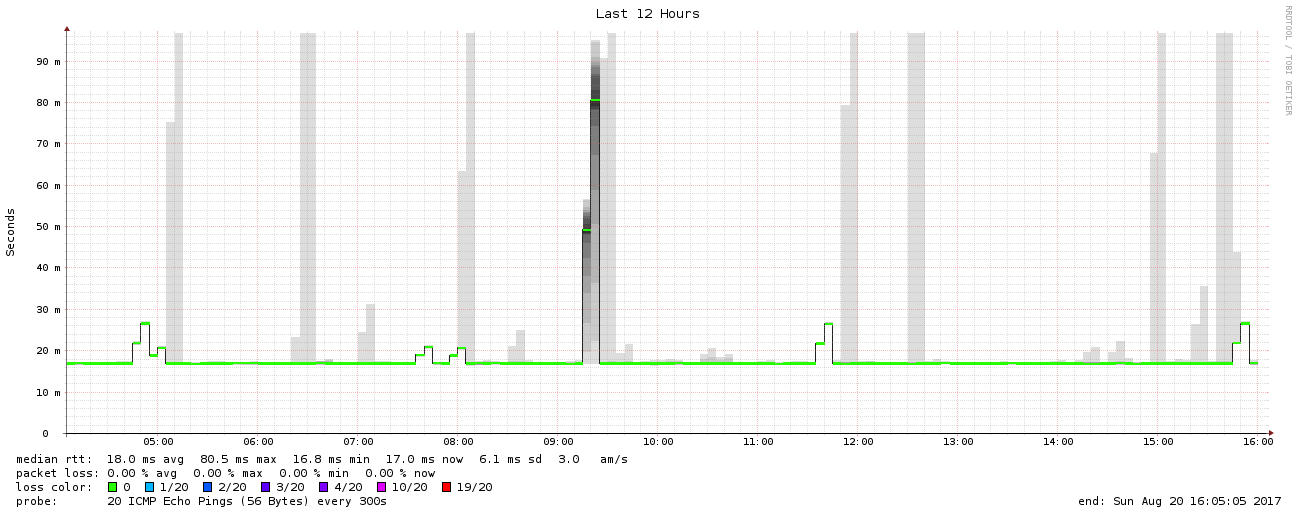 Last 12 Hours
RRDTOOL / TOBI OETIKER
Seconds
90 m
80 m
70 m
60 m
50 m
40 m
30 m
20 m
10 m
0
05:00 06:00 07:00 08:00 09:00 10:00 11:00 12:00 13:00 14:00 15:00 16:00
median rtt: 18.0 ms avg 80.5 ms max 16.8 ms min 17.0 ms now 6.1 ms sd 3.0 am/s
packet loss: 0.00 % avg 0.00 % max 0.00 % min 0.00 % now
loss color: 0 1/20 2/20 3/20 4/20 10/20 19/20
probe: 20 ICMP Echo Pings (56 Bytes) every 300s end: Sun Aug 20 16:05:05 2017